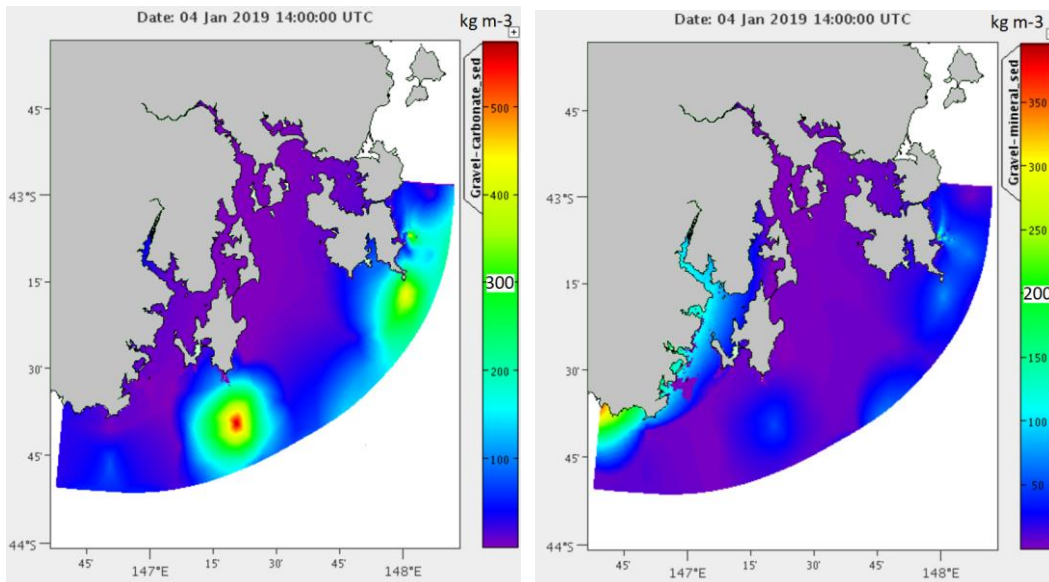 Date: 04 Jan 2019 14:00:00 UTC
kg m-3
+
Gravel-carbonate_sed
500
400
300
200
100
45'
43°S
15'
30'
45'
44°S
45'
147°E
15'
30'
45'
148°E
Date: 04 Jan 2019 14:00:00 UTC
kg m-3
Gravel-mineral_sed
350
300
250
200
150
100
50
45'
43°S
15'
30'
45'
44°S
45'
147°E
15'
30'
45'
148°E